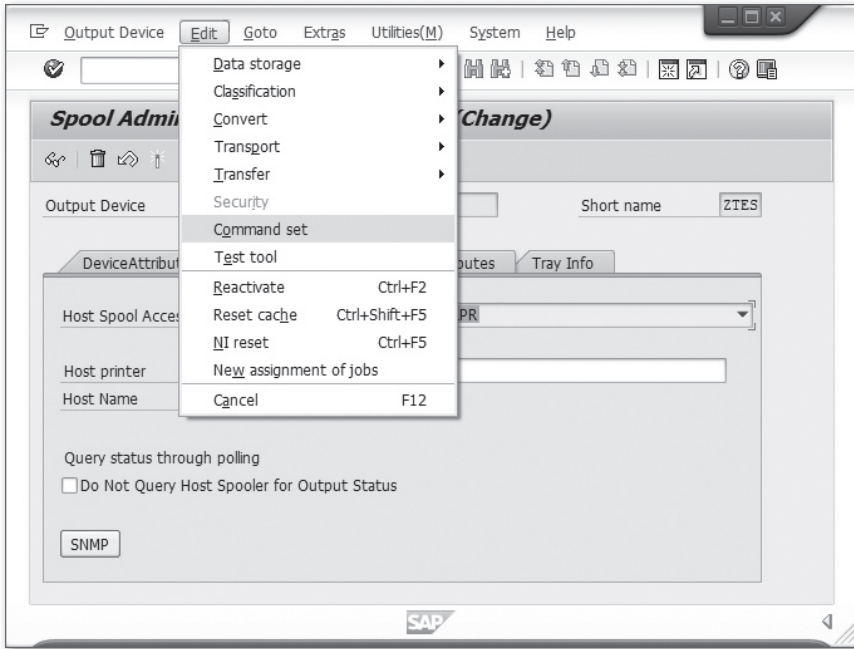 Output Device Edit Goto Extras Utilities(M) System Help
Data storage
Classification
Convert
Transport
Transfer
Security
Command set
Test tool
Reactivate Ctrl+F2
Reset cache Ctrl+Shift+F5
NI reset Ctrl+F5
New assignment of jobs
Cancel F12
Spool Admi (Change)
Output Device Short name ZTES
DeviceAttribut butes Tray Info
Host Spool Acces PR
Host printer
Host Name
Query status through polling
Do Not Query Host Spooler for Output Status
SNMP
SAP